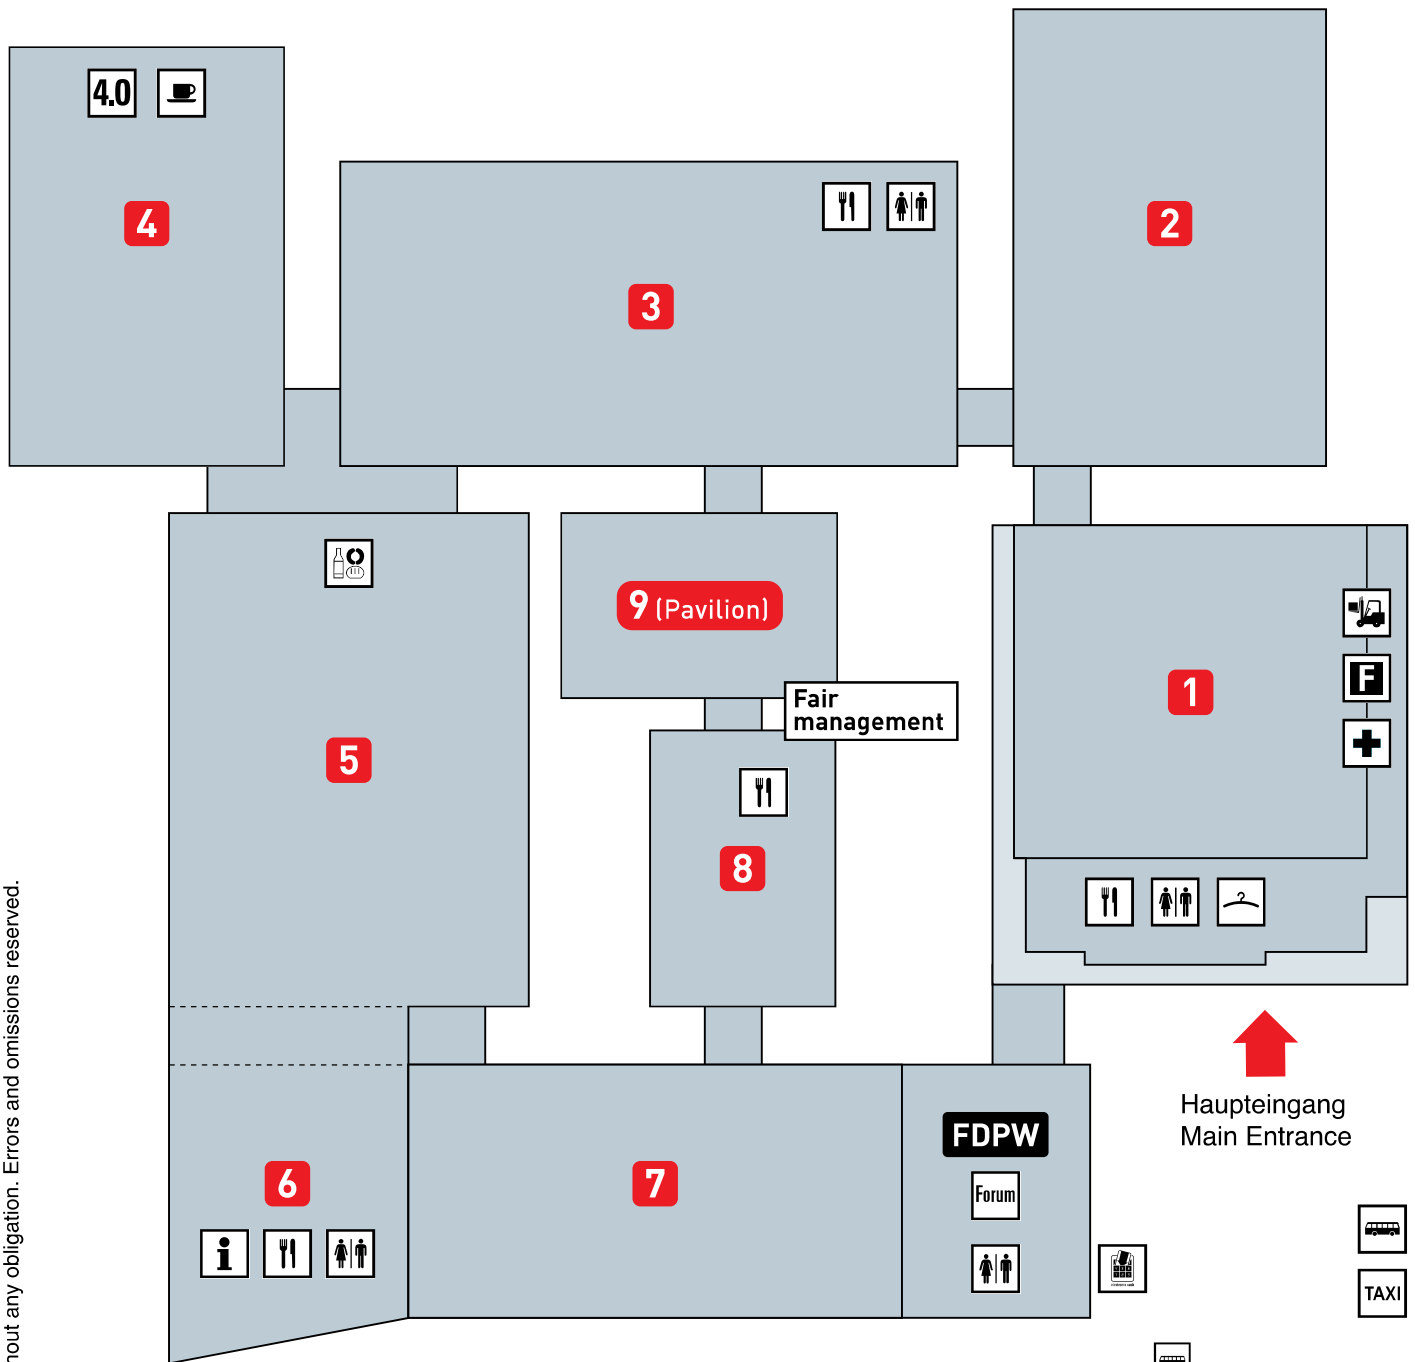 4.0
4
2
3
9 (Pavilion)
Fair
management
F
1
5
8
Haupteingang
Main Entrance
FDPW
Forum
6
7
i
TAXI
out any obligation. Errors and omissions reserved.